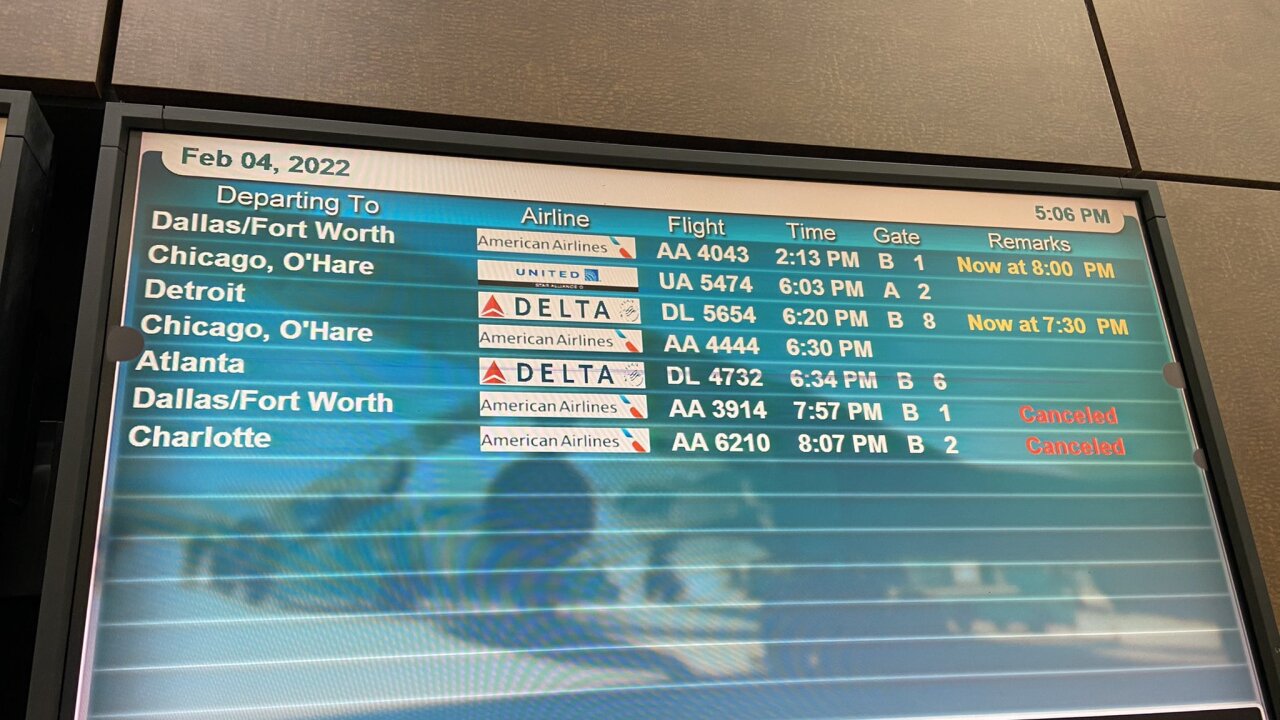 Feb 04, 2022
5:06 PM
Departing To Airline Flight Time Gate Remarks
Dallas/Fort Worth American Airlines AA 4043 2:13 PM B 1 Now at 8:00 PM
Chicago, O'Hare UNITED STAR ALLIANCE UA 5474 6:03 PM A 2
Detroit DELTA DL 5654 6:20 PM B 8 Now at 7:30 PM
Chicago, O'Hare American Airlines AA 4444 6:30 PM
Atlanta DELTA DL 4732 6:34 PM B 6
Dallas/Fort Worth American Airlines AA 3914 7:57 PM B 1 Canceled
Charlotte American Airlines AA 6210 8:07 PM B 2 Canceled